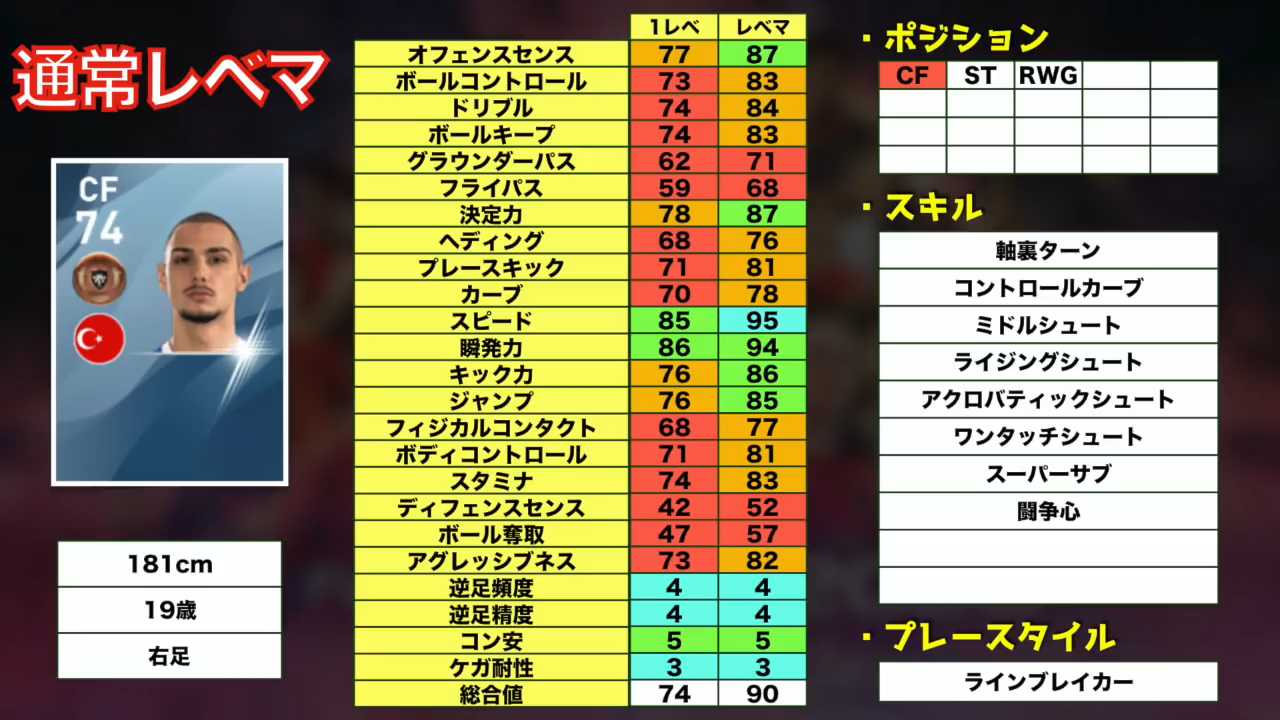 通常レベマ
CF
74
181cm
19歳
右足
1レベ レベマ
オフェンスセンス 77 87
ボールコントロール 73 83
ドリブル 74 84
ボールキープ 74 83
グラウンダーパス 62 71
フライパス 59 68
決定力 78 87
ヘディング 68 76
プレースキック 71 81
カーブ 70 78
スピード 85 95
瞬発力 86 94
キック力 76 86
ジャンプ 76 85
フィジカルコンタクト 68 77
ボディコントロール 71 81
スタミナ 74 83
ディフェンスセンス 42 52
ボール奪取 47 57
アグレッシブネス 73 82
逆足頻度 4 4
逆足精度 4 4
コン安 5 5
ケガ耐性 3 3
総合値 74 90
・ポジション
CF ST RWG
・スキル
軸裏ターン
コントロールカーブ
ミドルシュート
ライジングシュート
アクロバティックシュート
ワンタッチシュート
スーパーサブ
闘争心
・プレースタイル
ラインブレイカー